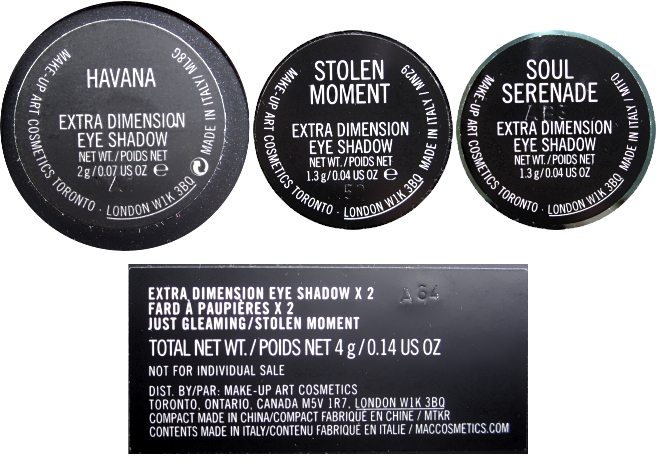 HAVANA
EXTRA DIMENSION
EYE SHADOW
NET WT. / POIDS NET
2 g / 0.07 US OZ e
MAKE-UP ART COSMETICS TORONTO · LONDON W1K 3BQ
MADE IN ITALY/ ML8G
STOLEN
MOMENT
EXTRA DIMENSION
EYE SHADOW
NET WT. / POIDS NET
1.3 g / 0.04 US OZ e
MAKE-UP ART COSMETICS TORONTO · LONDON W1K 3BQ
MADE IN ITALY / MN29
SOUL
SERENADE
EXTRA DIMENSION
EYE SHADOW
NET WT. / POIDS NET
1.3 g / 0.04 US OZ
MAKE-UP ART COSMETICS TORONTO · LONDON W1K 3BQ
MADE IN ITALY / MTF0
EXTRA DIMENSION EYE SHADOW X 2
FARD À PAUPIÈRES X 2
JUST GLEAMING/STOLEN MOMENT
A64
TOTAL NET WT. / POIDS NET 4 g / 0.14 US OZ
NOT FOR INDIVIDUAL SALE
DIST. BY/PAR: MAKE-UP ART COSMETICS
TORONTO, ONTARIO, CANADA M5V 1R7, LONDON W1K 3BQ
COMPACT MADE IN CHINA/COMPACT FABRIQUÉ EN CHINE / MTKR
CONTENTS MADE IN ITALY/CONTENU FABRIQUÉ EN ITALIE / MACCOSMETICS.COM